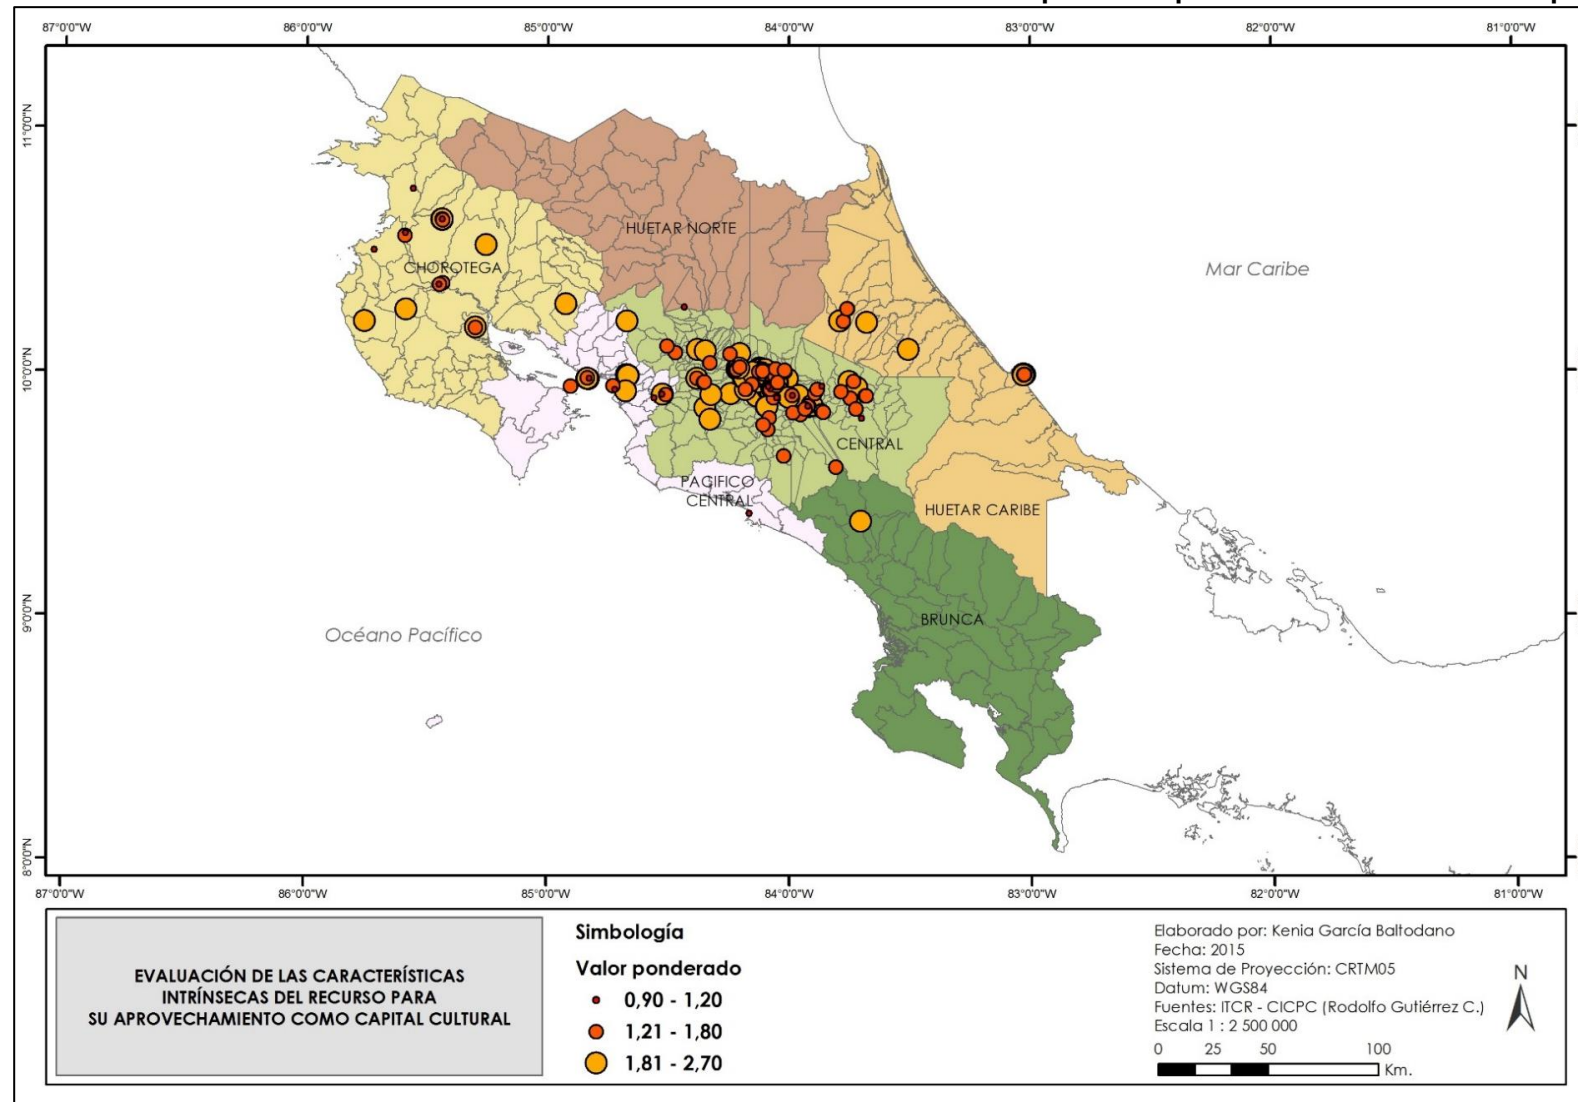 87°0'0"W
86°0'0"W
85°0'0"W
84°0'0"W
83°0'0"W
82°0'0"W
81°0'0"W
11°0'0"N
10°0'0"N
9°0'0"N
8°0'0"N
HUETAR NORTE
CHOROTEGA
Mar Caribe
CENTRAL
PACIFICO
CENTRAL
HUETAR CARIBE
BRUNCA
Océano Pacífico
87°0'0"W
86°0'0"W
85°0'0"W
84°0'0"W
83°0'0"W
82°0'0"W
81°0'0"W
EVALUACIÓN DE LAS CARACTERÍSTICAS
INTRÍNSECAS DEL RECURSO PARA
SU APROVECHAMIENTO COMO CAPITAL CULTURAL
Simbología
Valor ponderado
0,90 - 1,20
1,21 - 1,80
1,81 - 2,70
Elaborado por: Kenia García Baltodano
Fecha: 2015
Sistema de Proyección: CRTM05
Datum: WGS84
Fuentes: ITCR - CICPC (Rodolfo Gutiérrez C.)
Escala 1 : 2 500 000
0 25 50 100
Km.
N